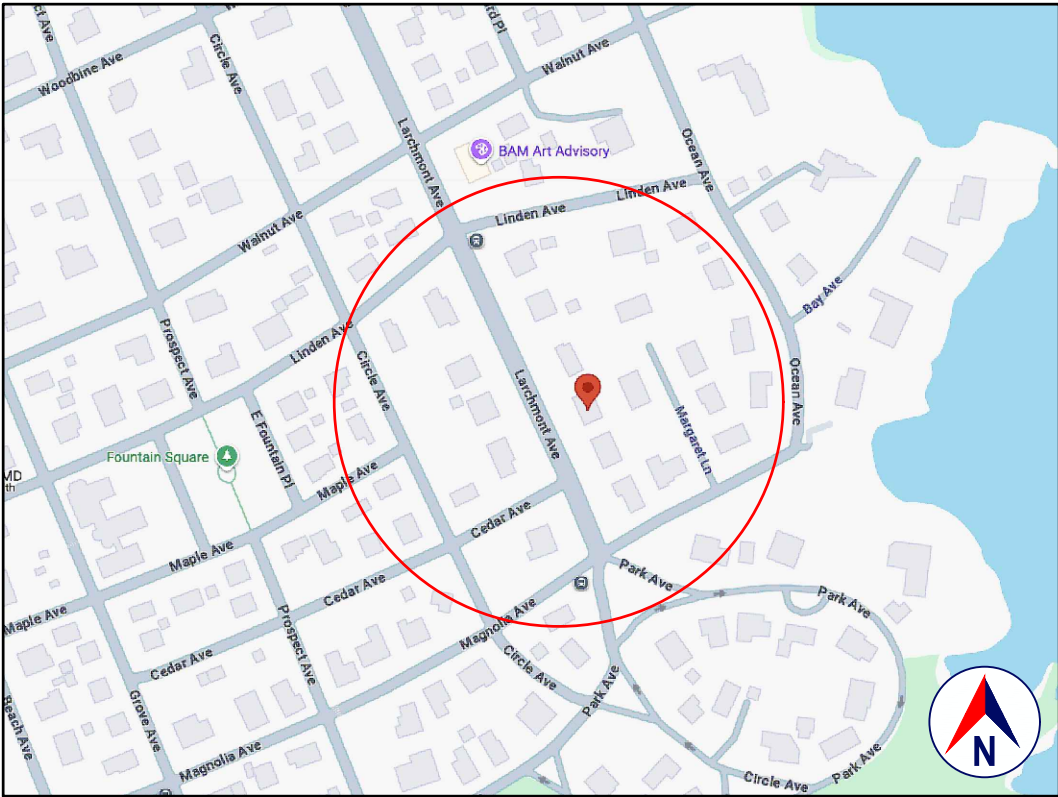 Woodbine Ave
Circle Ave
Walnut Ave
Larchmont Ave
BAM Art Advisory
Ocean Ave
Linden Ave
Linden Ave
Walnut Ave
Bay Ave
Prospect Ave
Linden Ave
Circle Ave
Larchmont Ave
Ocean Ave
E Fountain Pl
Margaret Ln
Fountain Square
MD
Maple Ave
Cedar Ave
Maple Ave
Park Ave
Cedar Ave
Park Ave
Maple Ave
Magnolia Ave
Prospect Ave
Cedar Ave
Circle Ave
Park Ave
Grove Ave
Beach Ave
Magnolia Ave
Park Ave
Circle Ave
N